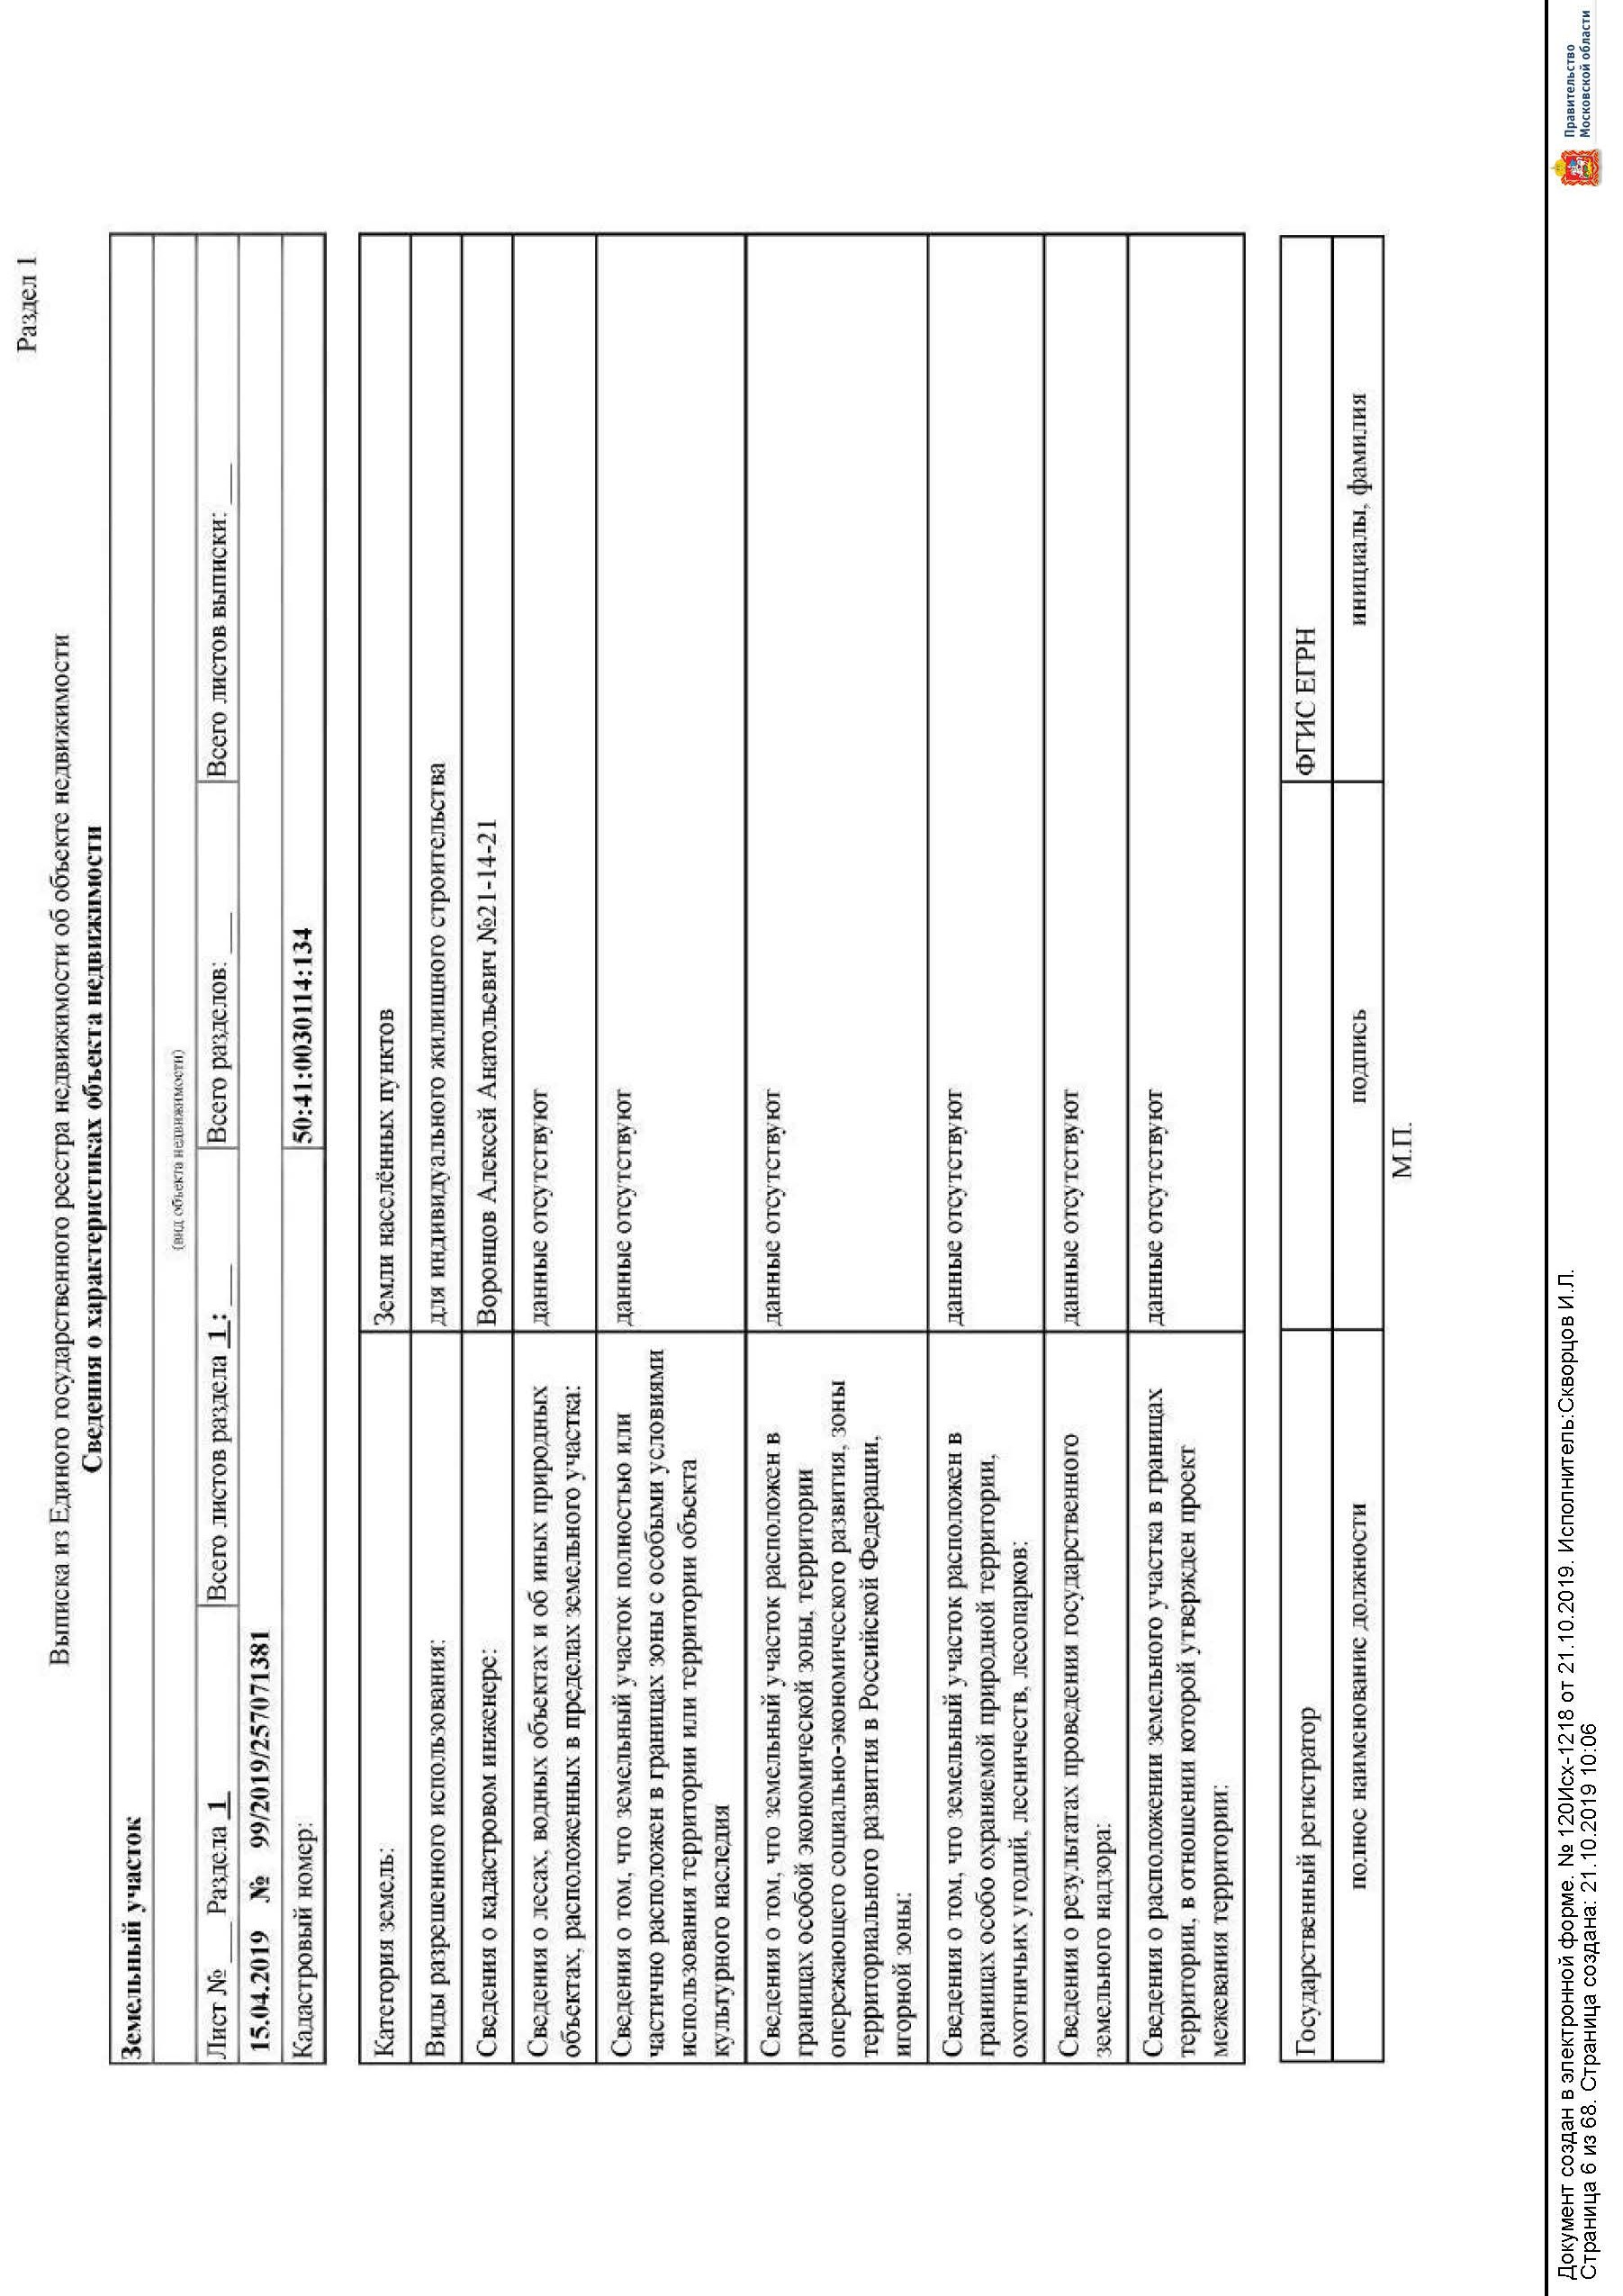 Раздел 1
Выписка из Единого государственного реестра недвижимости об объекте недвижимости
Сведения о характеристиках объекта недвижимости
Земельный участок
(вид объекта недвижимости)
Лист № ___ Раздела 1 Всего листов раздела 1 : ___ Всего разделов: ___ Всего листов выписки: ___
15.04.2019 № 99/2019/257071381
Кадастровый номер: 50:41:0030114:134
Категория земель: Земли населённых пунктов
Виды разрешенного использования: для индивидуального жилищного строительства
Сведения о кадастровом инженере: Воронцов Алексей Анатольевич №21-14-21
Сведения о лесах, водных объектах и об иных природных данные отсутствуют
объектах, расположенных в пределах земельного участка:
Сведения о том, что земельный участок полностью или данные отсутствуют
частично расположен в границах зоны с особыми условиями
использования территории или территории объекта
культурного наследия
Сведения о том, что земельный участок расположен в данные отсутствуют
границах особой экономической зоны, территории
опережающего социально-экономического развития, зоны
территориального развития в Российской Федерации,
игорной зоны:
Сведения о том, что земельный участок расположен в данные отсутствуют
границах особо охраняемой природной территории,
охотничьих угодий, лесничеств, лесопарков:
Сведения о результатах проведения государственного данные отсутствуют
земельного надзора:
Сведения о расположении земельного участка в границах данные отсутствуют
территории, в отношении которой утвержден проект
межевания территории:
Государственный регистратор ФГИС ЕГРН
полное наименование должности подпись инициалы, фамилия
М.П.
Документ создан в электронной форме. № 120Исх-1218 от 21.10.2019. Исполнитель:Скворцов И.Л.
Страница 6 из 68. Страница создана: 21.10.2019 10:06
Правительство
Московской области